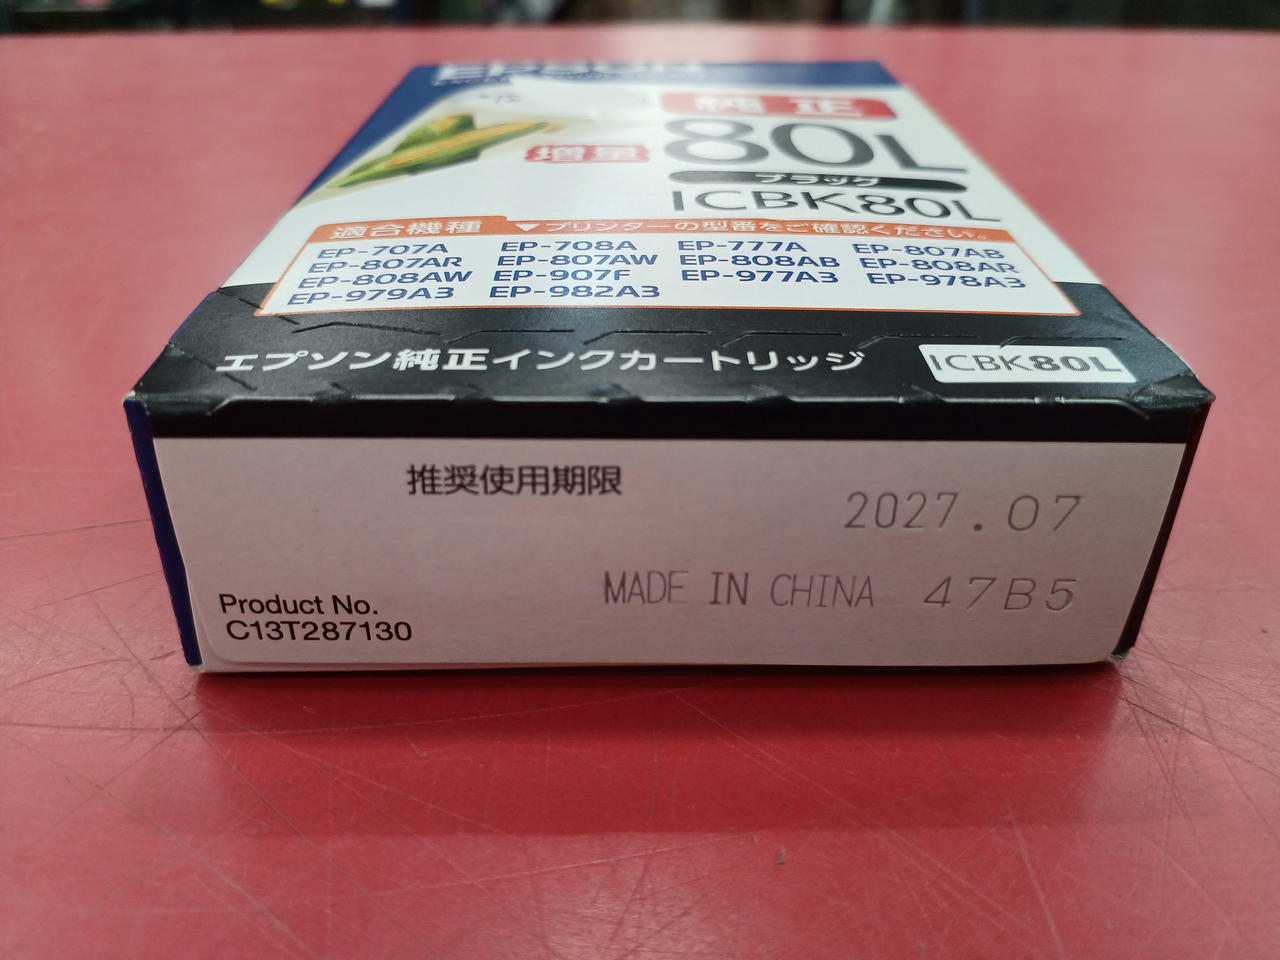 EPSON
純正
増量
80L
ブラック
ICBK80L
適合機種 ▼プリンターの型番をご確認ください。
EP-707A EP-708A EP-777A EP-807AB
EP-807AR EP-807AW EP-808AB EP-808AR
EP-808AW EP-907F EP-977A3 EP-978A3
EP-979A3 EP-982A3
エプソン純正インクカートリッジ ICBK80L
推奨使用期限
2027.07
MADE IN CHINA 47B5
Product No.
C13T287130